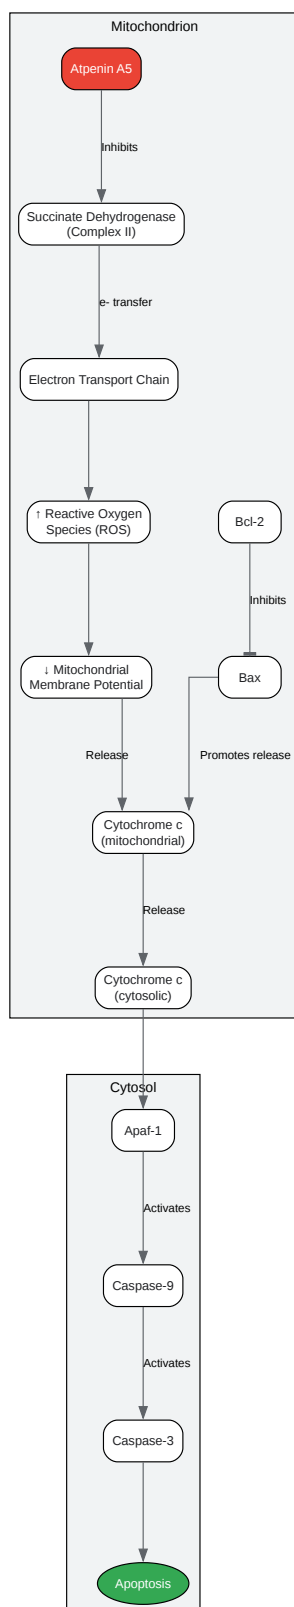 Mitochondrion
Atpenin A5
Inhibits
Succinate Dehydrogenase
(Complex II)
e- transfer
Electron Transport Chain
↑ Reactive Oxygen
Species (ROS)
Bcl-2
Inhibits
↓ Mitochondrial
Membrane Potential
Bax
Release
Promotes release
Cytochrome c
(mitochondrial)
Release
Cytochrome c
(cytosolic)
Cytosol
Apaf-1
Activates
Caspase-9
Activates
Caspase-3
Apoptosis